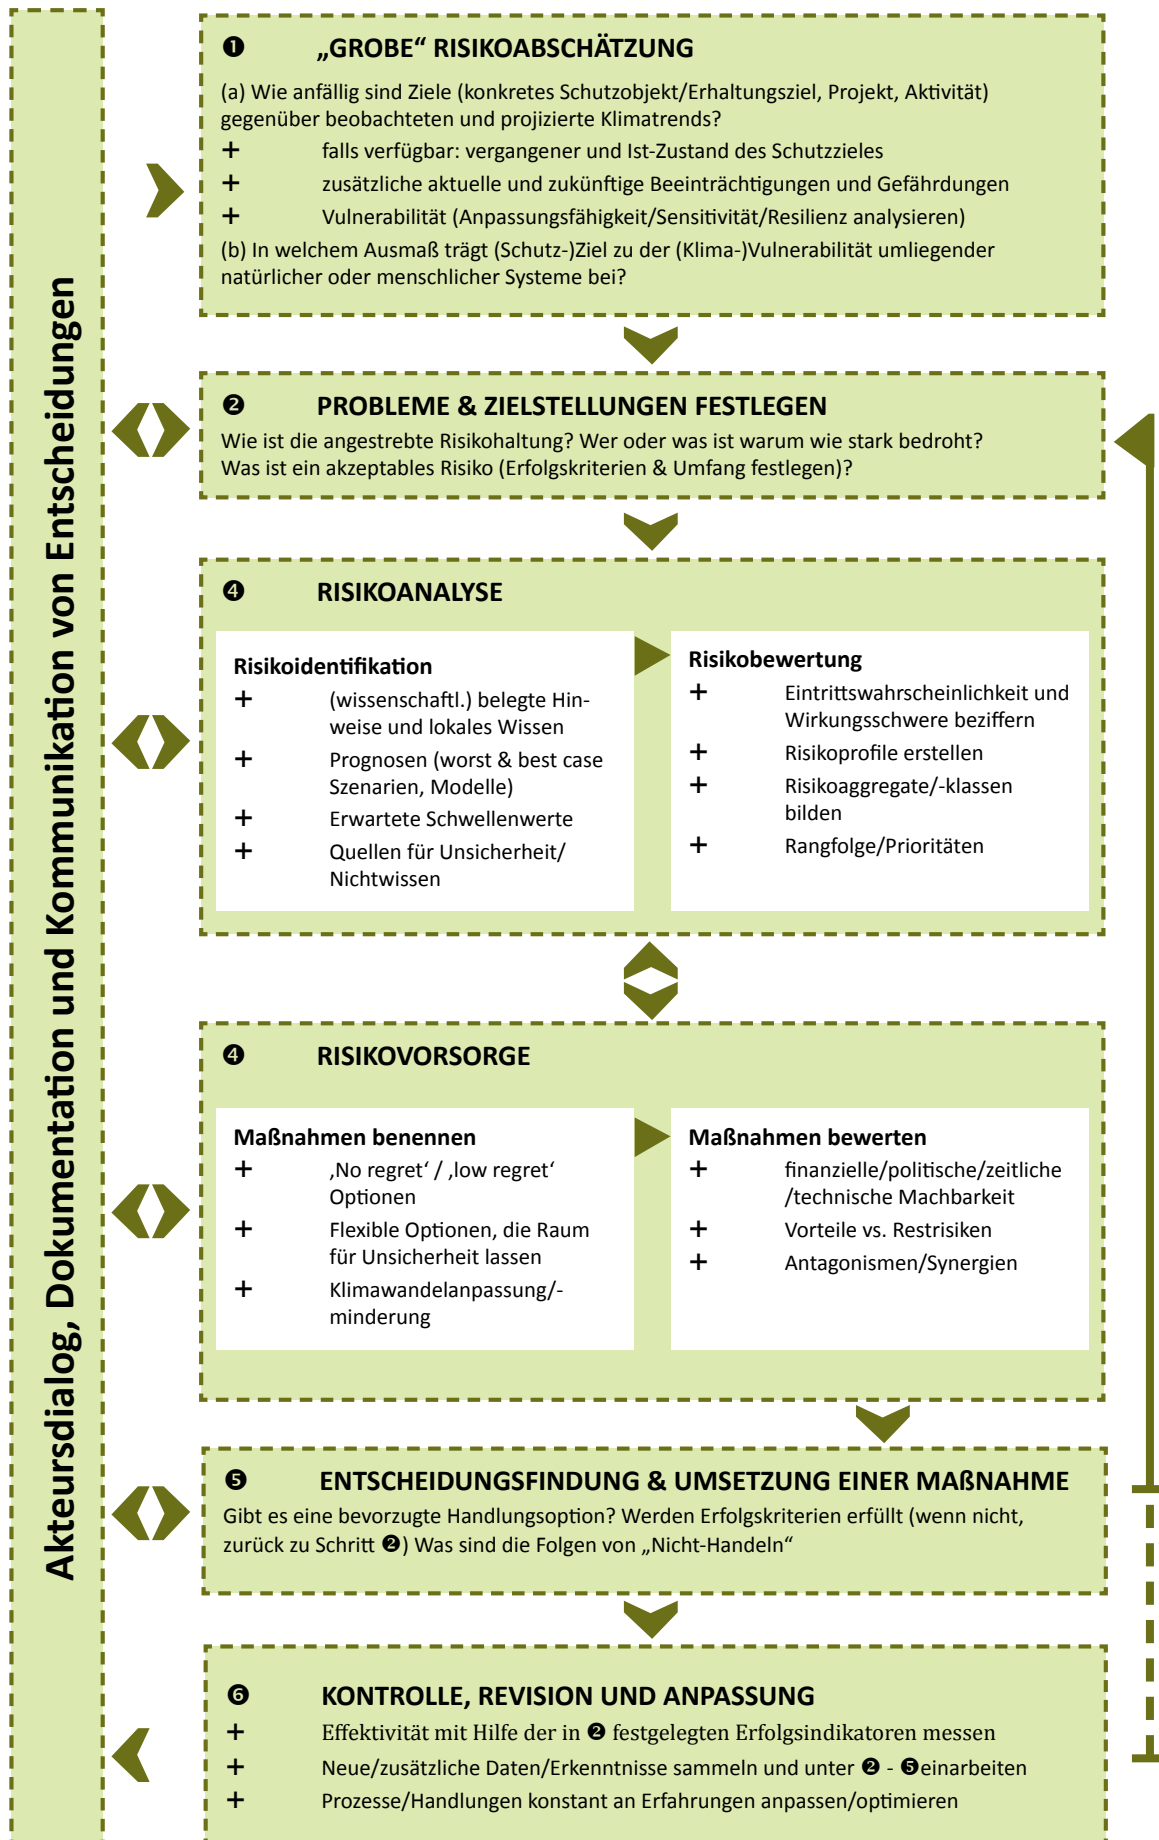 Akteursdialog, Dokumentation und Kommunikation von Entscheidungen
❶ „GROBE“ RISIKOABSCHÄTZUNG
(a) Wie anfällig sind Ziele (konkretes Schutzobjekt/Erhaltungsziel, Projekt, Aktivität)
gegenüber beobachteten und projizierte Klimatrends?
+ falls verfügbar: vergangener und Ist-Zustand des Schutzzieles
+ zusätzliche aktuelle und zukünftige Beeinträchtigungen und Gefährdungen
+ Vulnerabilität (Anpassungsfähigkeit/Sensitivität/Resilienz analysieren)
(b) In welchem Ausmaß trägt (Schutz-)Ziel zu der (Klima-)Vulnerabilität umliegender
natürlicher oder menschlicher Systeme bei?
❷ PROBLEME & ZIELSTELLUNGEN FESTLEGEN
Wie ist die angestrebte Risikohaltung? Wer oder was ist warum wie stark bedroht?
Was ist ein akzeptables Risiko (Erfolgskriterien & Umfang festlegen)?
❹ RISIKOANALYSE
Risikoidentifikation
+ (wissenschaftl.) belegte Hin-
weise und lokales Wissen
+ Prognosen (worst & best case
Szenarien, Modelle)
+ Erwartete Schwellenwerte
+ Quellen für Unsicherheit/
Nichtwissen
Risikobewertung
+ Eintrittswahrscheinlichkeit und
Wirkungsschwere beziffern
+ Risikoprofile erstellen
+ Risikoaggregate/-klassen
bilden
+ Rangfolge/Prioritäten
❹ RISIKOVORSORGE
Maßnahmen benennen
+ ‚No regret‘ / ‚low regret‘
Optionen
+ Flexible Optionen, die Raum
für Unsicherheit lassen
+ Klimawandelanpassung/-
minderung
Maßnahmen bewerten
+ finanzielle/politische/zeitliche
/technische Machbarkeit
+ Vorteile vs. Restrisiken
+ Antagonismen/Synergien
❺ ENTSCHEIDUNGSFINDUNG & UMSETZUNG EINER MAßNAHME
Gibt es eine bevorzugte Handlungsoption? Werden Erfolgskriterien erfüllt (wenn nicht,
zurück zu Schritt ❷) Was sind die Folgen von „Nicht-Handeln“
❻ KONTROLLE, REVISION UND ANPASSUNG
+ Effektivität mit Hilfe der in ❷ festgelegten Erfolgsindikatoren messen
+ Neue/zusätzliche Daten/Erkenntnisse sammeln und unter ❷ - ❺einarbeiten
+ Prozesse/Handlungen konstant an Erfahrungen anpassen/optimieren